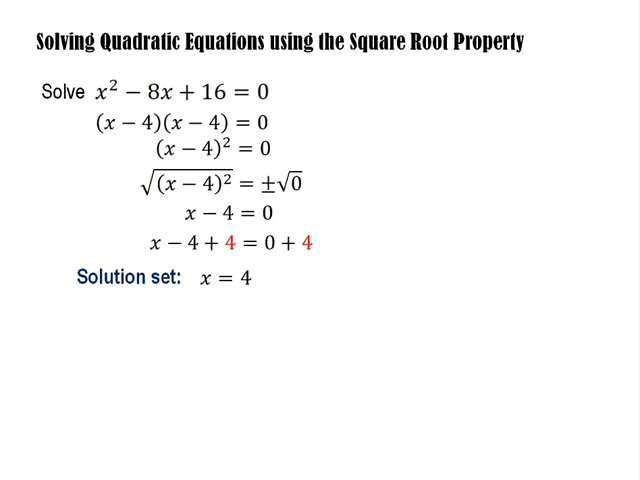 Solving Quadratic Equations using the Square Root Property
Solve x² − 8x + 16 = 0
(x − 4)(x − 4) = 0
(x − 4)² = 0
√(x − 4)² = ±√0
x − 4 = 0
x − 4 + 4 = 0 + 4
Solution set: x = 4